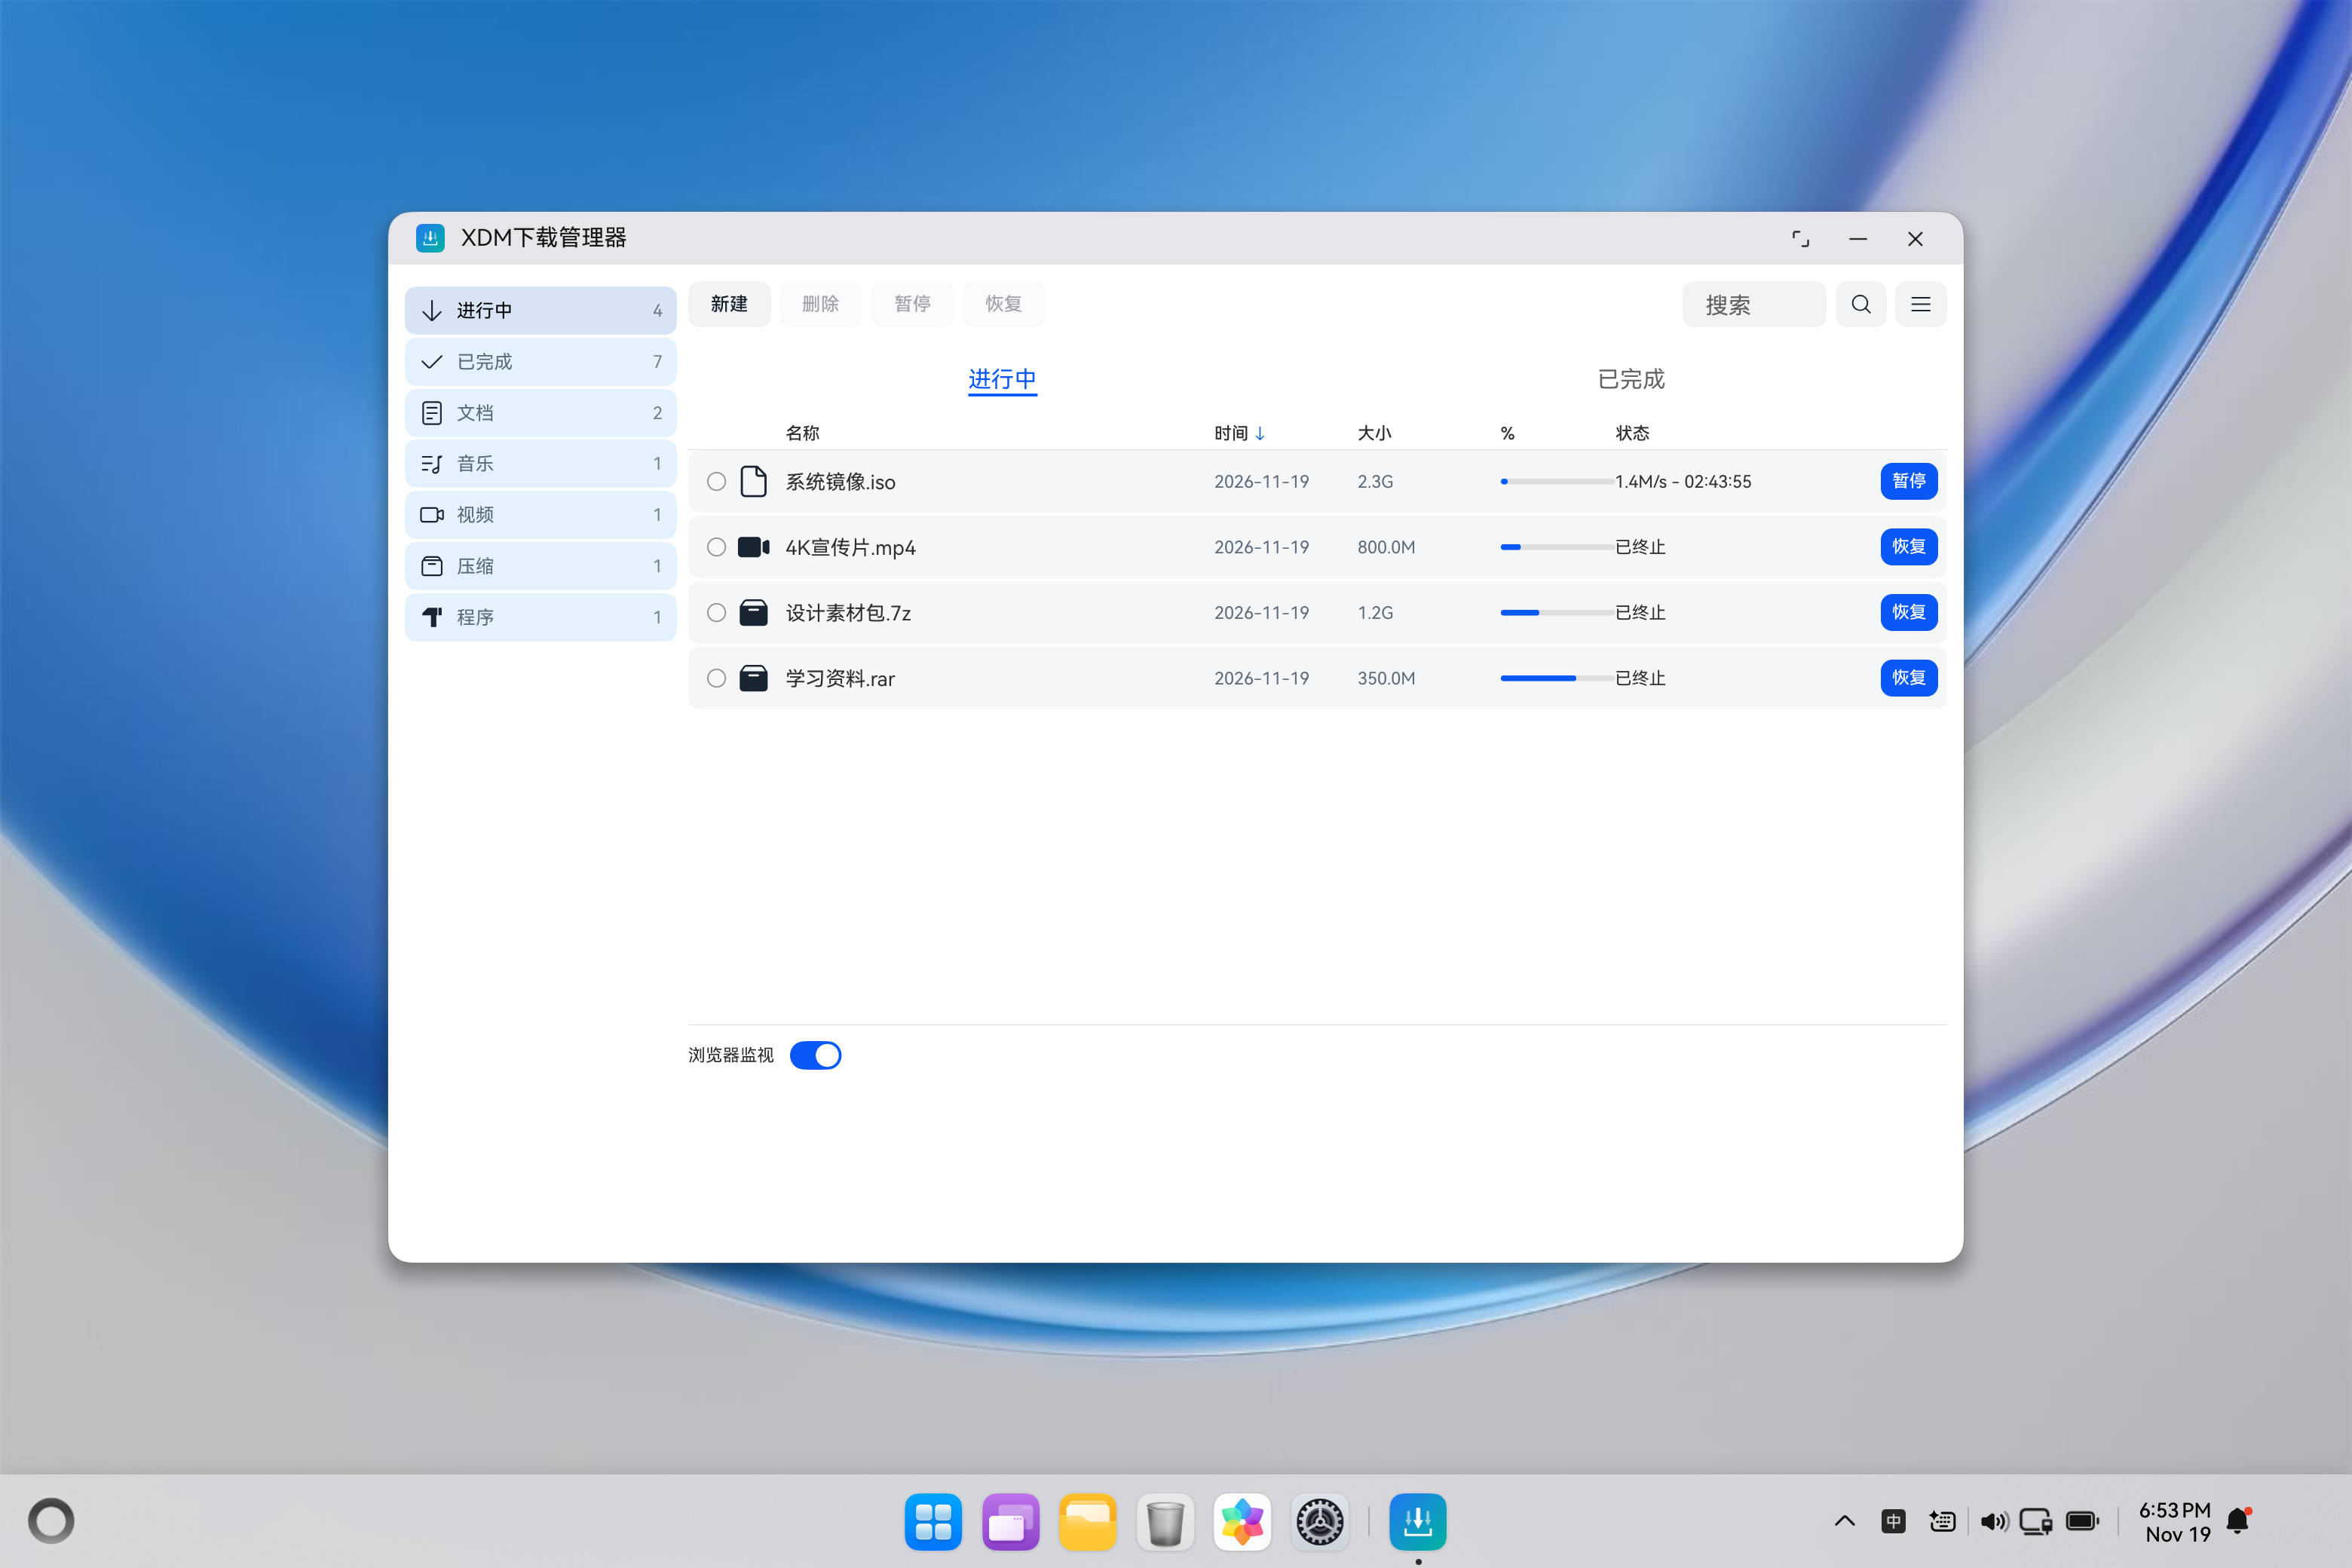 XDM下载管理器
进行中 4
已完成 7
文档 2
音乐 1
视频 1
压缩 1
程序 1
新建 删除 暂停 恢复 搜索
进行中 已完成
名称 时间 大小 % 状态
系统镜像.iso 2026-11-19 2.3G 1.4M/s - 02:43:55 暂停
4K宣传片.mp4 2026-11-19 800.0M 已终止 恢复
设计素材包.7z 2026-11-19 1.2G 已终止 恢复
学习资料.rar 2026-11-19 350.0M 已终止 恢复
浏览器监视
中
6:53 PM
Nov 19